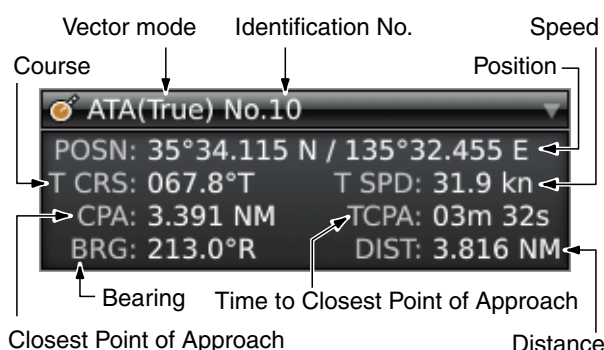 Vector mode Identification No. Speed
Course Position
ATA(True) No.10
POSN: 35°34.115 N / 135°32.455 E
T CRS: 067.8°T T SPD: 31.9 kn
CPA: 3.391 NM TCPA: 03m 32s
BRG: 213.0°R DIST: 3.816 NM
Bearing Time to Closest Point of Approach
Closest Point of Approach Distance